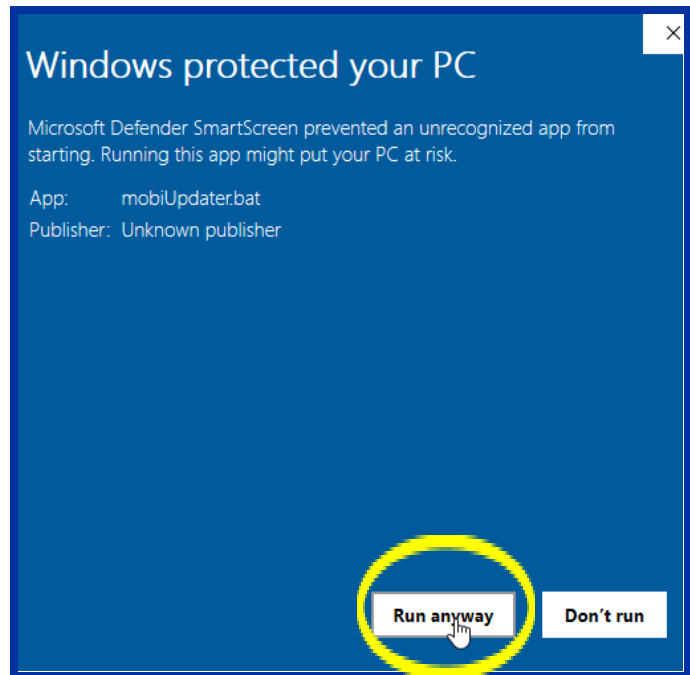 Windows protected your PC
Microsoft Defender SmartScreen prevented an unrecognized app from
starting. Running this app might put your PC at risk.
App: mobiUpdater.bat
Publisher: Unknown publisher
Run anyway Don't run